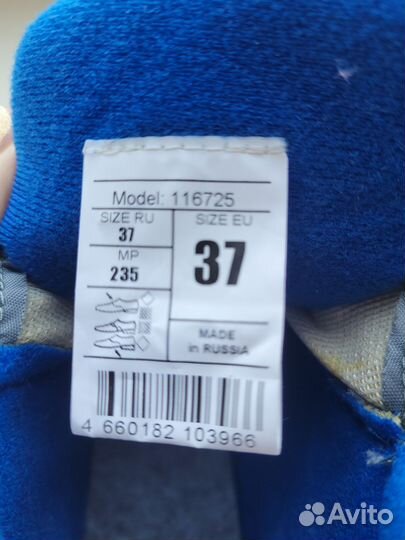 Model: 116725
SIZE RU
37
MP
235
SIZE EU
37
MADE
in RUSSIA
4 660182 103966
Avito